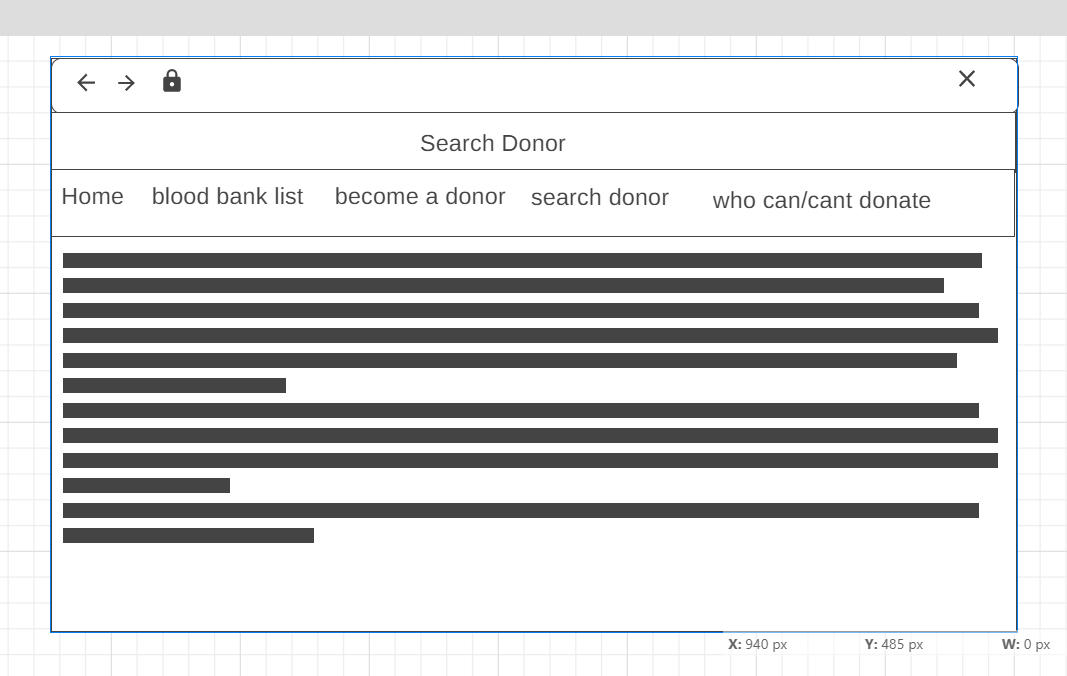 Search Donor
Home blood bank list become a donor search donor who can/cant donate
X: 940 px Y: 485 px W: 0 px